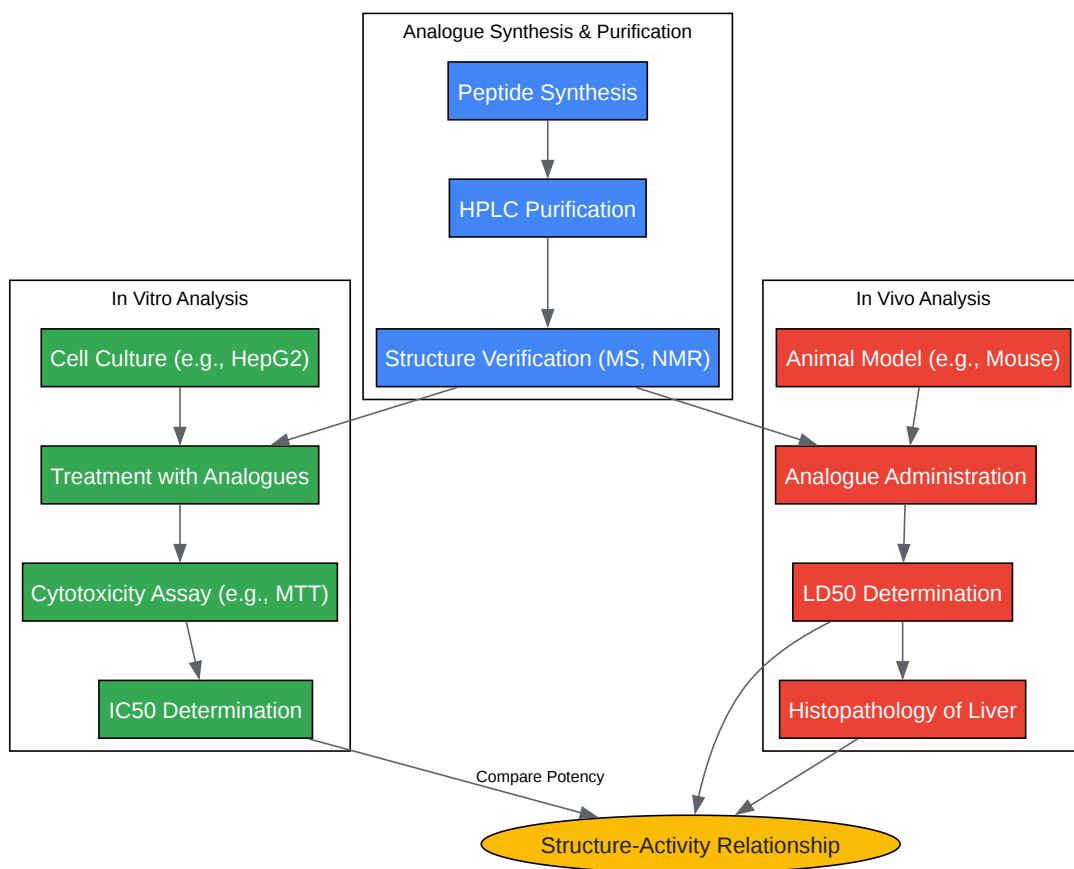 Analogue Synthesis & Purification
Peptide Synthesis
HPLC Purification
Structure Verification (MS, NMR)
In Vitro Analysis
Cell Culture (e.g., HepG2)
Treatment with Analogues
Cytotoxicity Assay (e.g., MTT)
IC50 Determination
In Vivo Analysis
Animal Model (e.g., Mouse)
Analogue Administration
LD50 Determination
Histopathology of Liver
Compare Potency
Structure-Activity Relationship